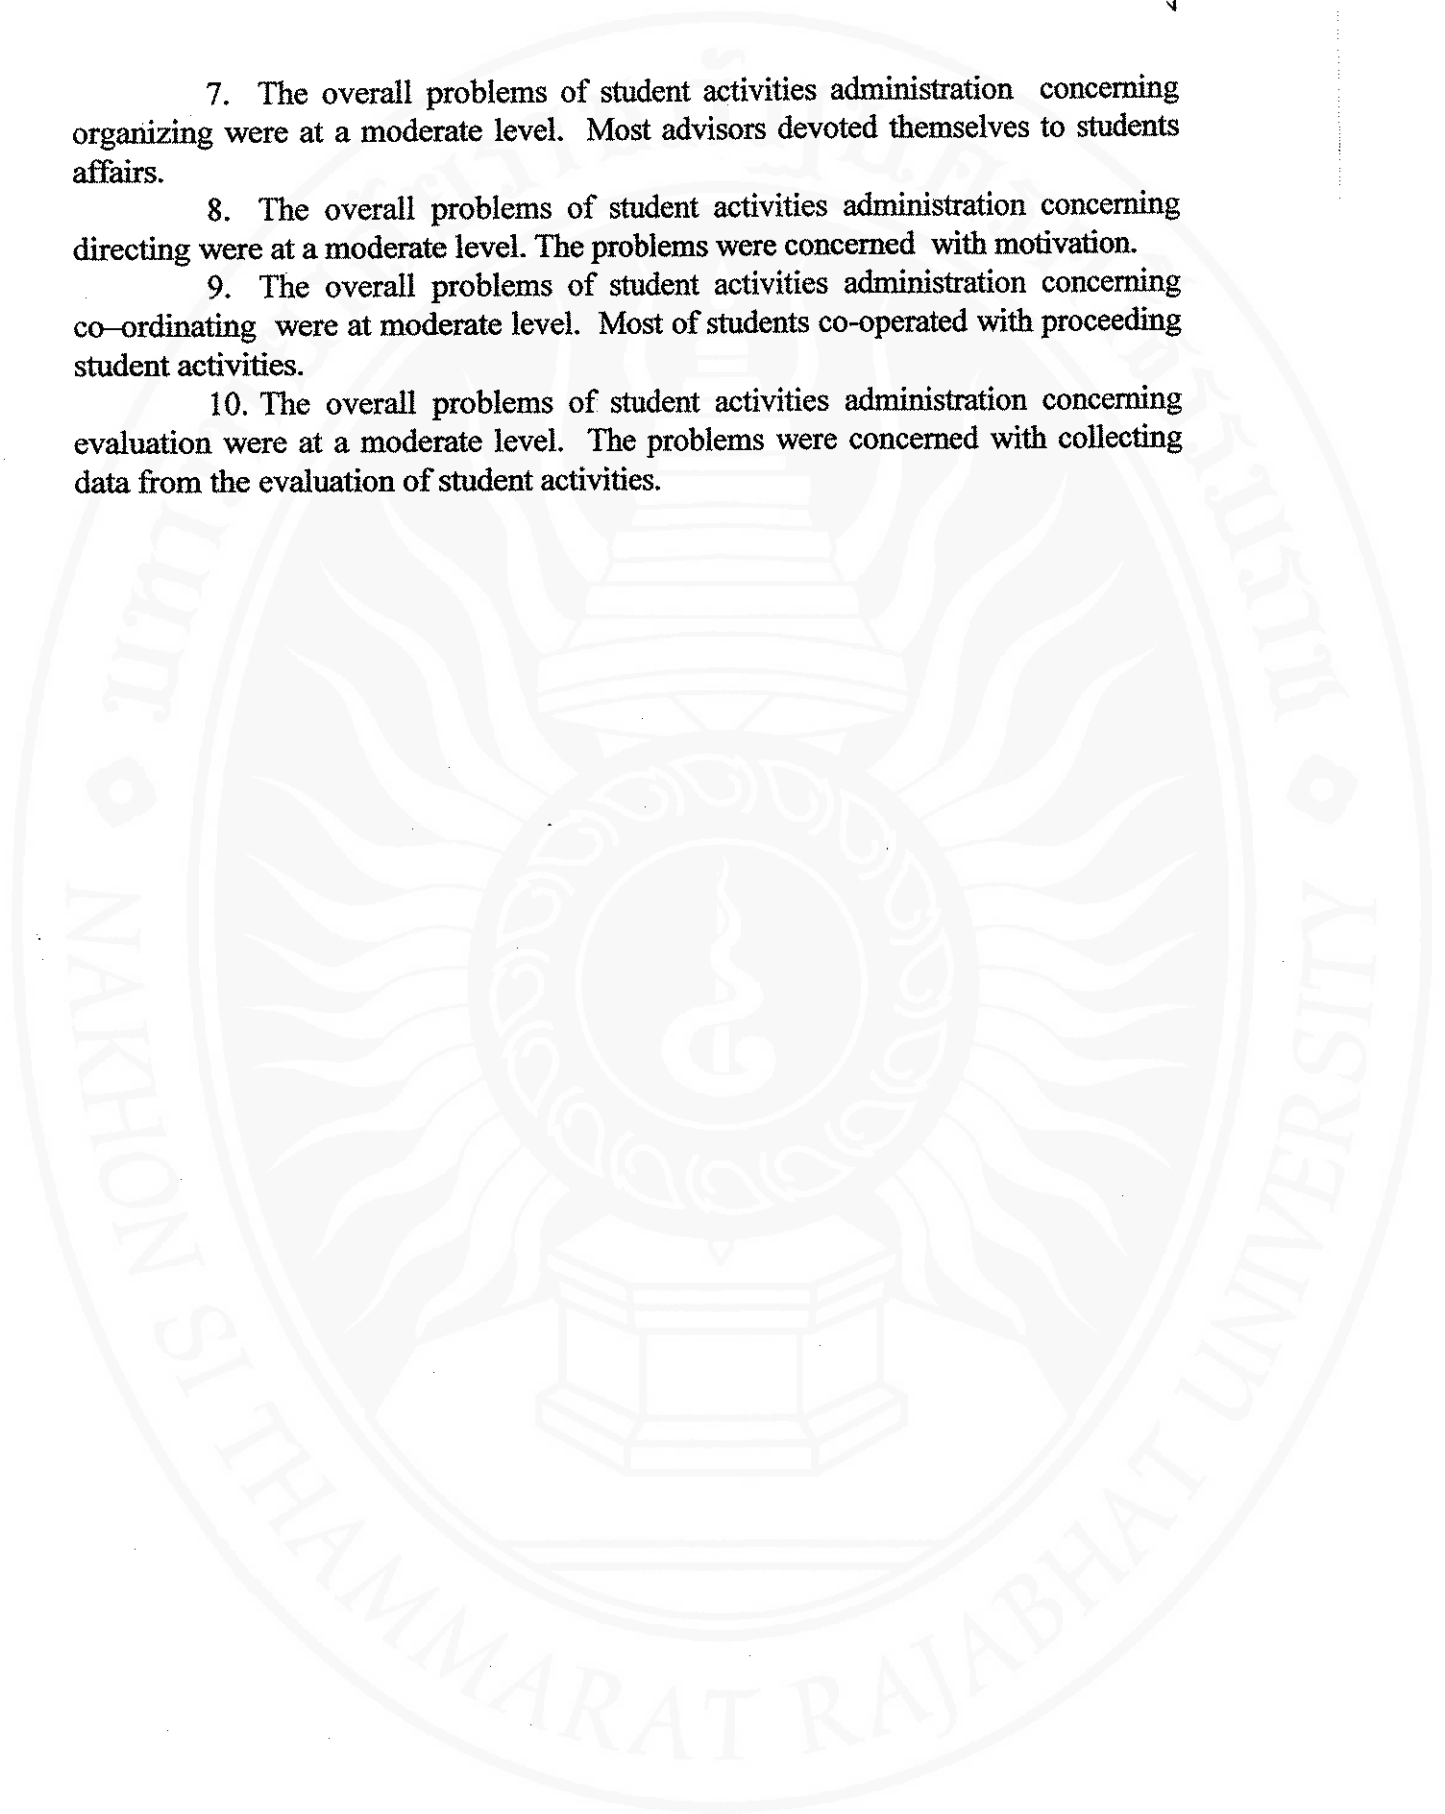 7. The overall problems of student activities administration concerning
organizing were at a moderate level. Most advisors devoted themselves to students
affairs.
8. The overall problems of student activities administration concerning
directing were at a moderate level. The problems were concerned with motivation.
9. The overall problems of student activities administration concerning
co–ordinating were at moderate level. Most of students co-operated with proceeding
student activities.
10. The overall problems of student activities administration concerning
evaluation were at a moderate level. The problems were concerned with collecting
data from the evaluation of student activities.
NAKHON SI THAMMARAT RAJABHAT UNIVERSITY